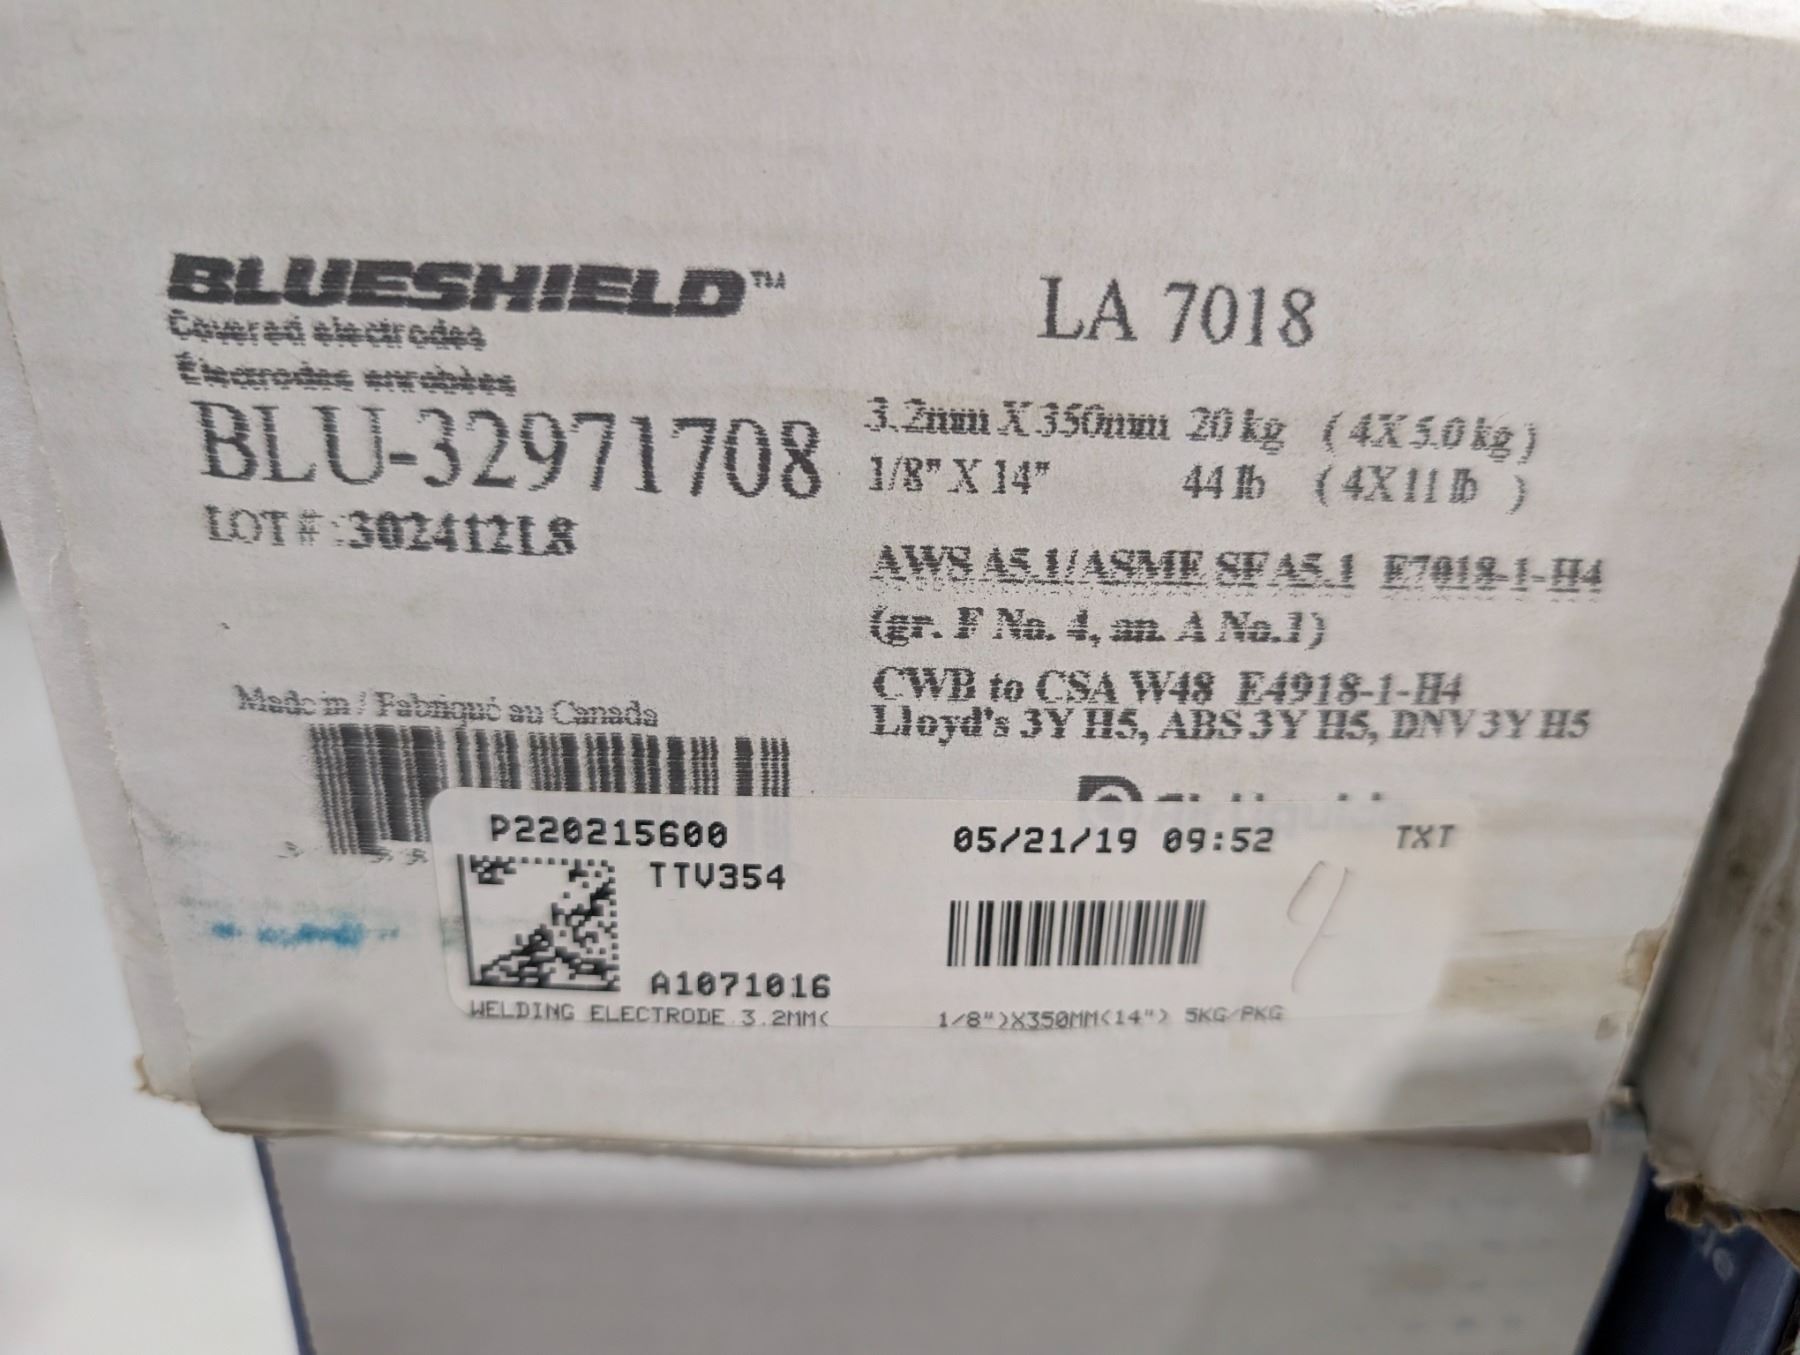 BLUESHIELD™
Covered electrodes
Electrodes enrobées
BLU-32971708
LOT # :302412L8
LA 7018
3.2mm X 350mm 20 kg (4X5.0 kg)
1/8" X 14" 44 lb (4X11 lb )
AWS A5.1/ASME SFA5.1 E7018-1-H4
(gr. F No. 4, an. A No.1)
CWB to CSA W48 E4918-1-H4
Lloyd's 3Y H5, ABS 3Y H5, DNV 3Y H5
Made in / Fabriqué au Canada
P220215600 05/21/19 09:52 TXT
TTV354
A1071016
WELDING ELECTRODE 3.2MM( 1/8")X350MM(14") 5KG/PKG